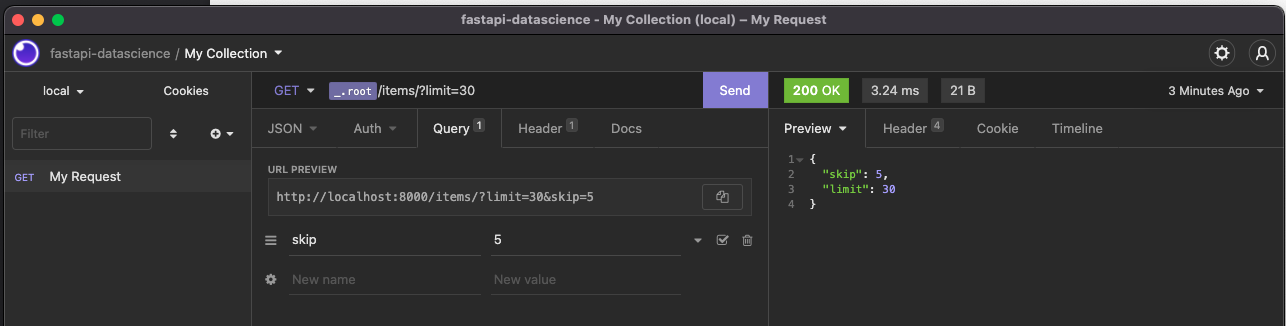 fastapi-datascience - My Collection (local) – My Request
fastapi-datascience / My Collection
local Cookies
Filter
GET My Request
GET _.root/items/?limit=30 Send
JSON Auth Query 1 Header 1 Docs
URL PREVIEW
http://localhost:8000/items/?limit=30&skip=5
skip 5
New name New value
200 OK 3.24 ms 21 B 3 Minutes Ago
Preview Header 4 Cookie Timeline
1 {
2 "skip": 5,
3 "limit": 30
4 }